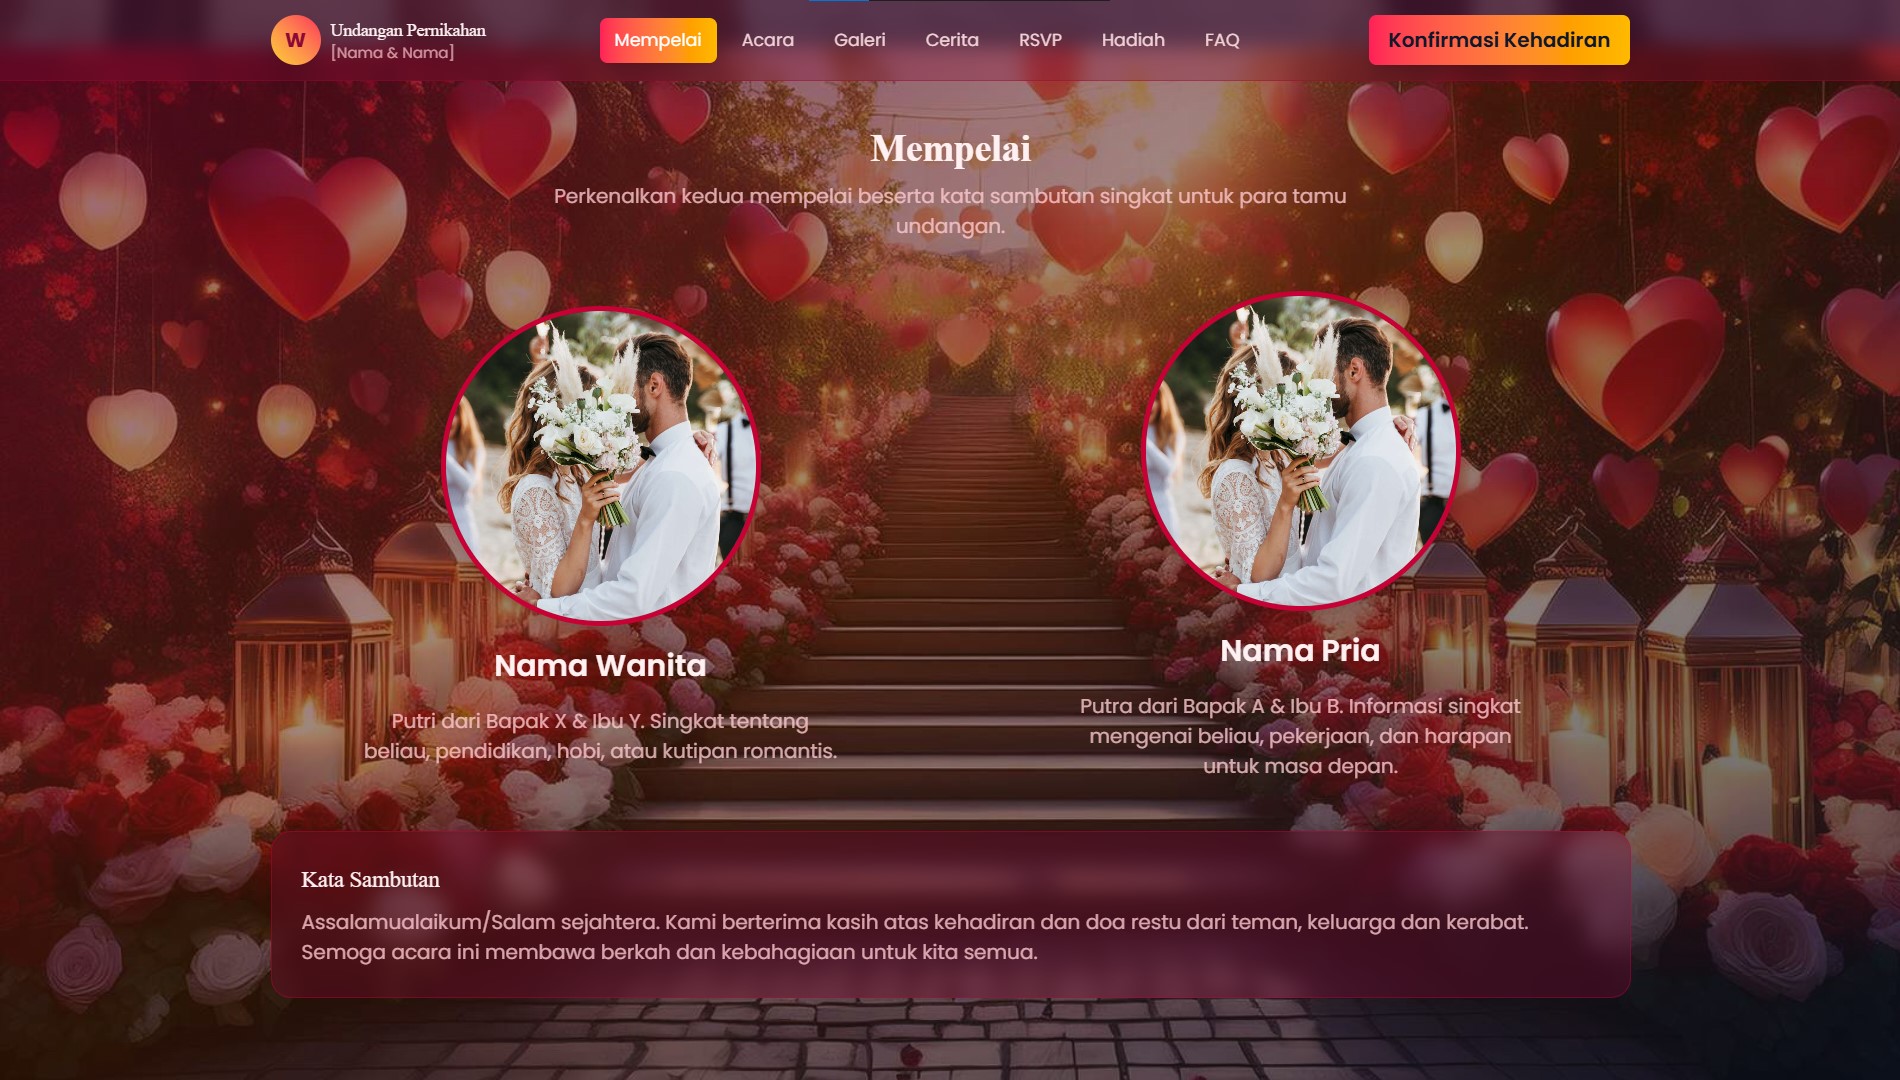 W
Undangan Pernikahan
[Nama & Nama]
Mempelai
Acara
Galeri
Cerita
RSVP
Hadiah
FAQ
Konfirmasi Kehadiran
Mempelai
Perkenalkan kedua mempelai beserta kata sambutan singkat untuk para tamu
undangan.
Nama Wanita
Putri dari Bapak X & Ibu Y. Singkat tentang
beliau, pendidikan, hobi, atau kutipan romantis.
Nama Pria
Putra dari Bapak A & Ibu B. Informasi singkat
mengenai beliau, pekerjaan, dan harapan
untuk masa depan.
Kata Sambutan
Assalamualaikum/Salam sejahtera. Kami berterima kasih atas kehadiran dan doa restu dari teman, keluarga dan kerabat.
Semoga acara ini membawa berkah dan kebahagiaan untuk kita semua.